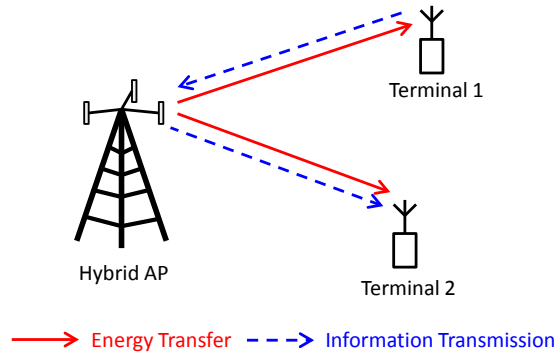 Terminal 1
Hybrid AP
Terminal 2
Energy Transfer
Information Transmission